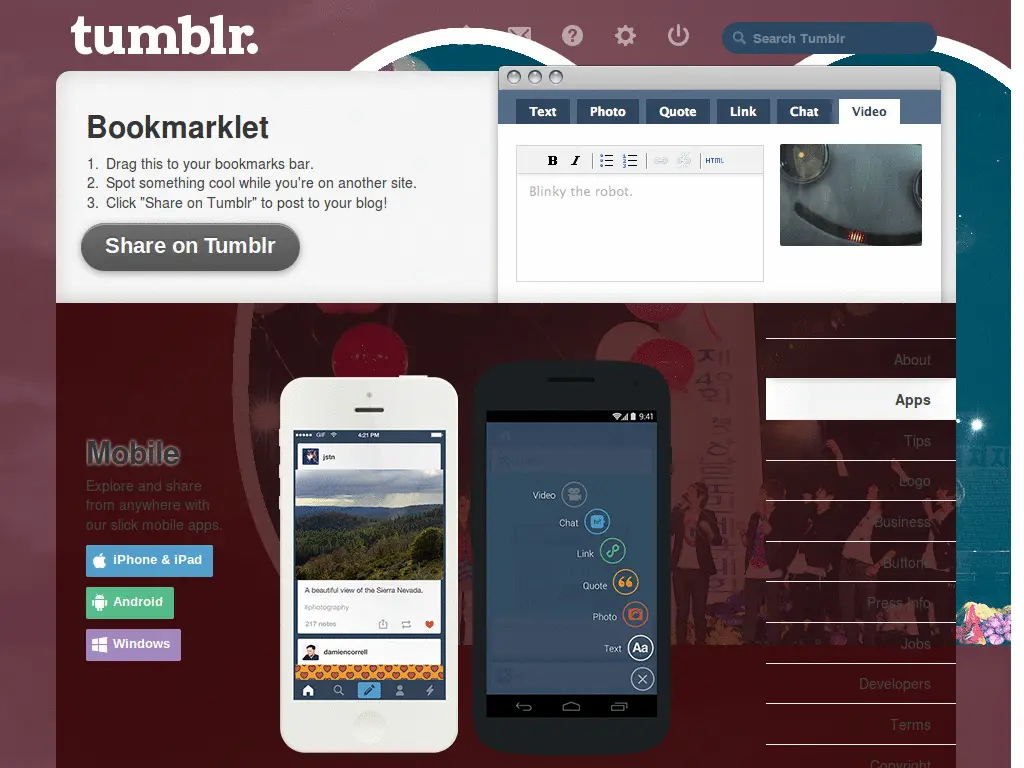 tumblr.
Search Tumblr
Bookmarklet
1. Drag this to your bookmarks bar.
2. Spot something cool while you're on another site.
3. Click "Share on Tumblr" to post to your blog!
Share on Tumblr
Text Photo Quote Link Chat Video
B I HTML
Blinky the robot.
Mobile
Explore and share
from anywhere with
our slick mobile apps.
iPhone & iPad
Android
Windows
GIF 4:21 PM
jstn
A beautiful view of the Sierra Nevada.
#photography
217 notes
damiencorrell
9:41
Video
Chat
Link
Quote
Photo
Text Aa
About
Apps
Tips
Logo
Business
Buttons
Press Info
Jobs
Developers
Terms
Copyright